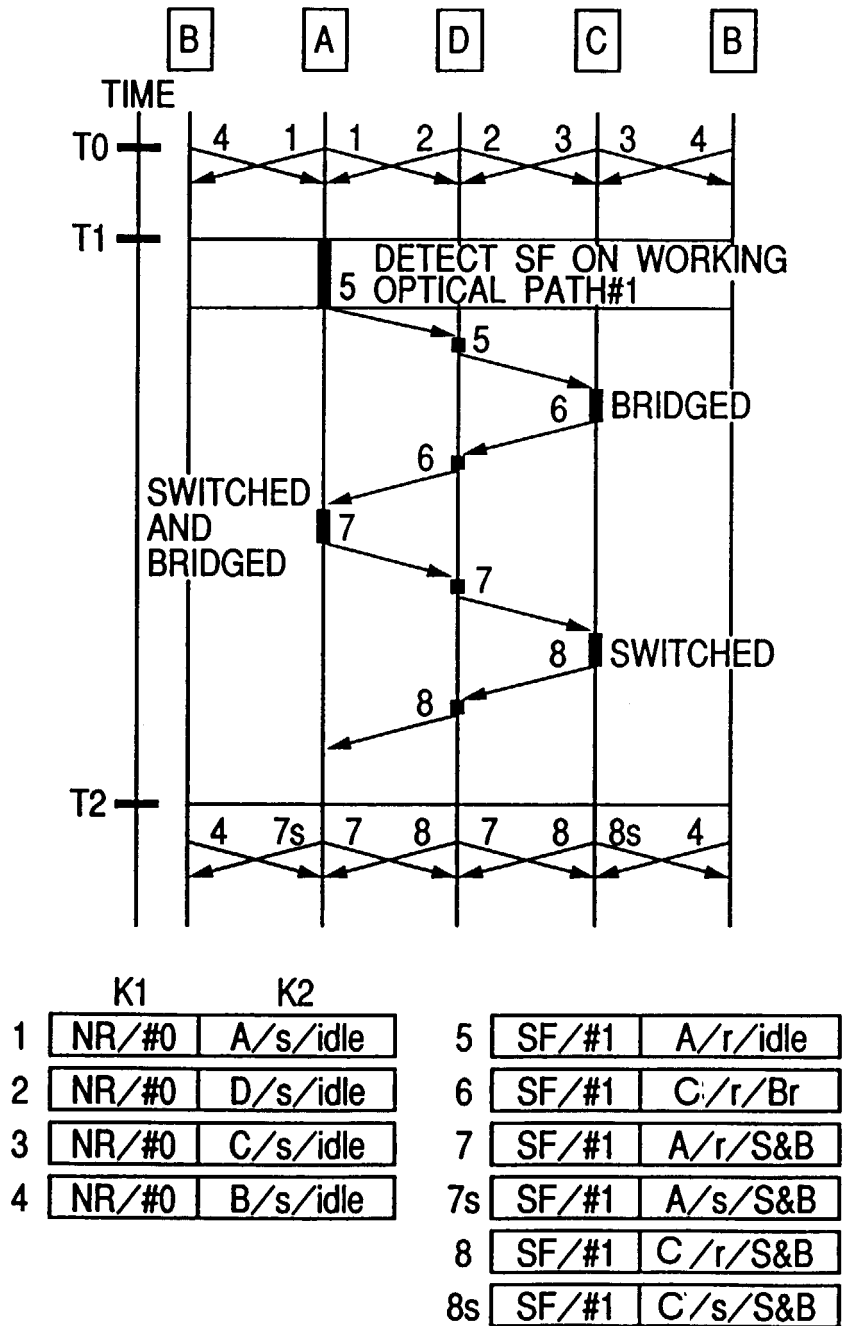 B A D C B
TIME
T0
4 1 1 2 2 3 3 4
T1
DETECT SF ON WORKING
5 OPTICAL PATH#1
5
6 BRIDGED
6
SWITCHED
AND 7
BRIDGED
7
8 SWITCHED
8
T2
4 7s 7 8 7 8 8s 4
K1 K2
1 NR/#0 A/s/idle
2 NR/#0 D/s/idle
3 NR/#0 C/s/idle
4 NR/#0 B/s/idle
5 SF/#1 A/r/idle
6 SF/#1 C/r/Br
7 SF/#1 A/r/S&B
7s SF/#1 A/s/S&B
8 SF/#1 C/r/S&B
8s SF/#1 C/s/S&B